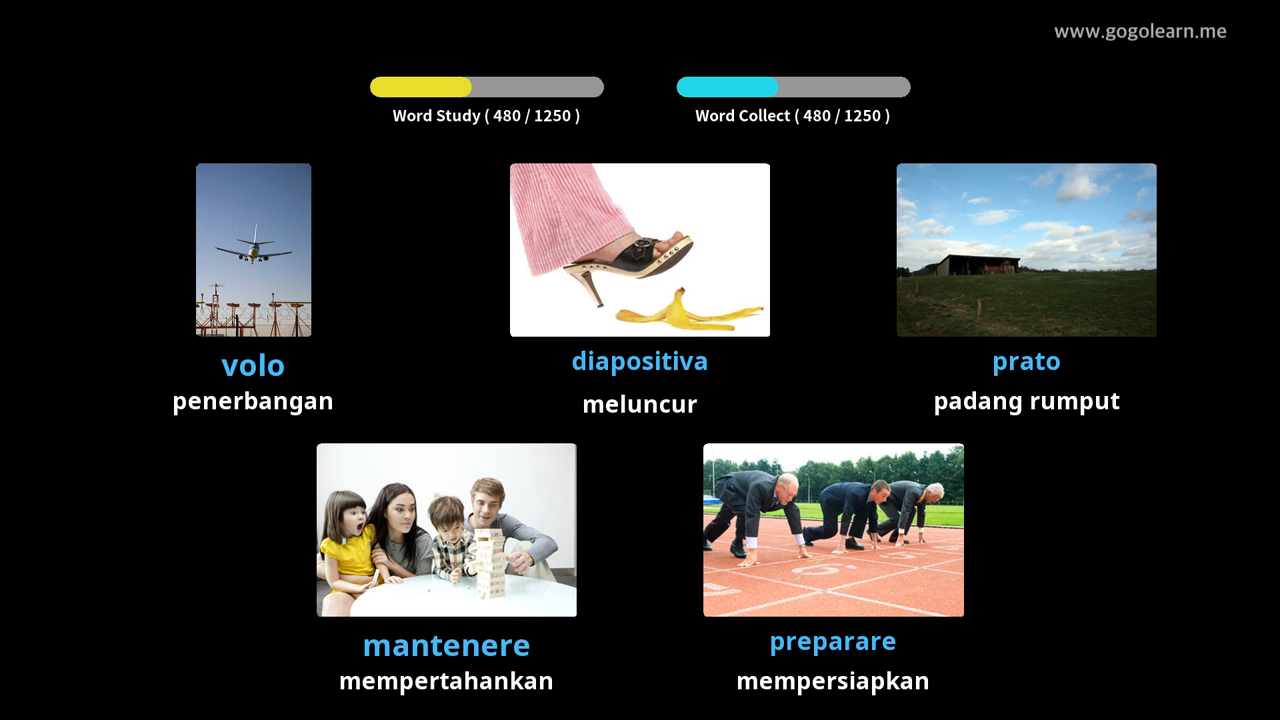 www.gogolearn.me
Word Study ( 480 / 1250 )
Word Collect ( 480 / 1250 )
volo
penerbangan
diapositiva
meluncur
prato
padang rumput
mantenere
mempertahankan
preparare
mempersiapkan